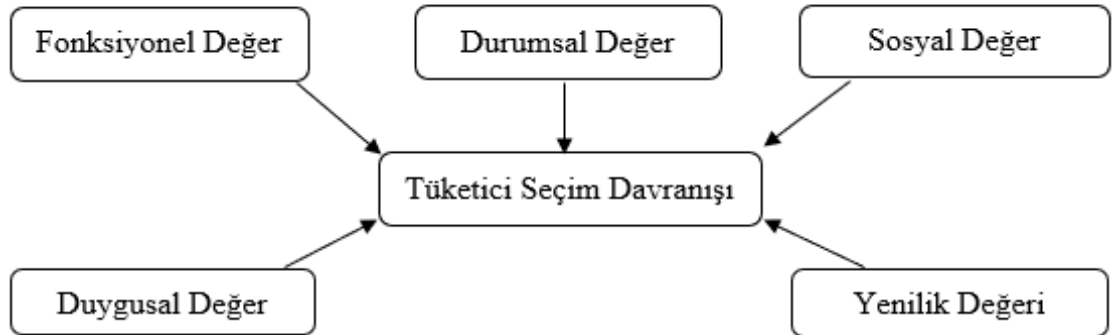 Fonksiyonel Değer
Durumsal Değer
Sosyal Değer
Tüketici Seçim Davranışı
Duygusal Değer
Yenilik Değeri